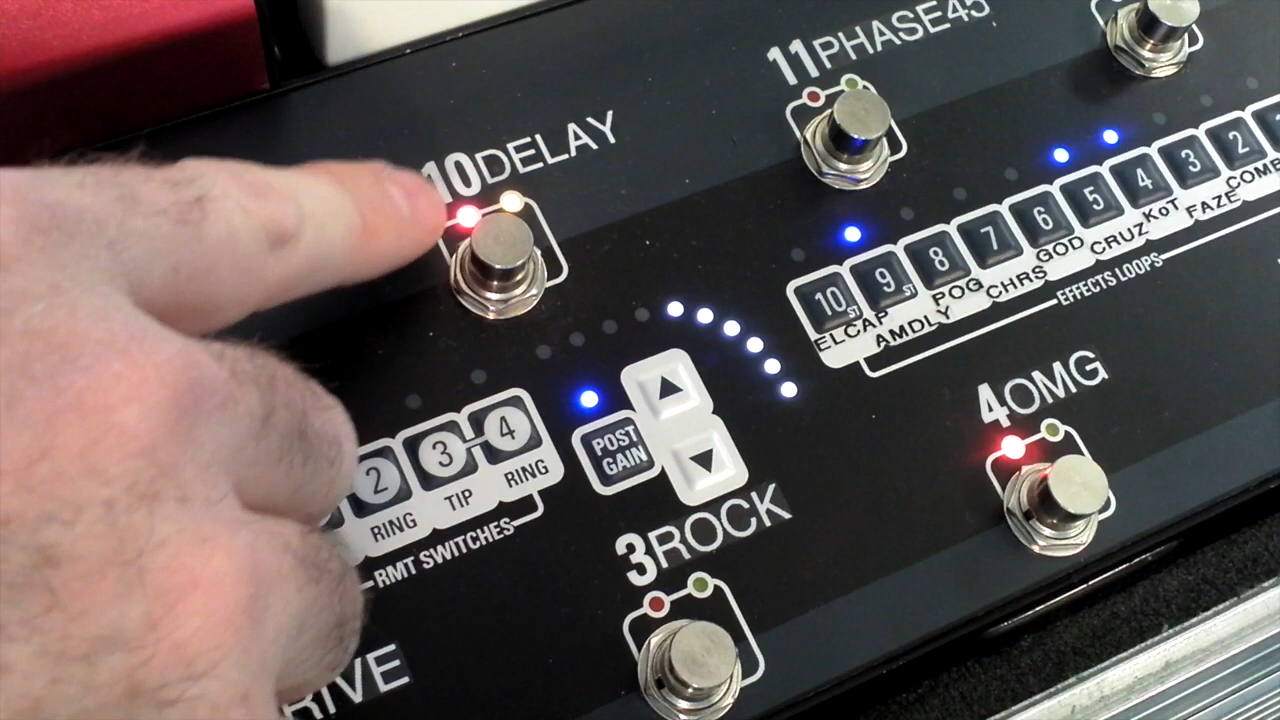 11PHASE45
10DELAY
10 9 8 7 6 5 4 3 2
ST ST
ELCAP AMDLY POG CHRS GOD CRUZ KoT FAZE COMP
EFFECTS LOOPS
4OMG
POST
GAIN
2 3 4
RING TIP RING
RMT SWITCHES
3ROCK
RIVE